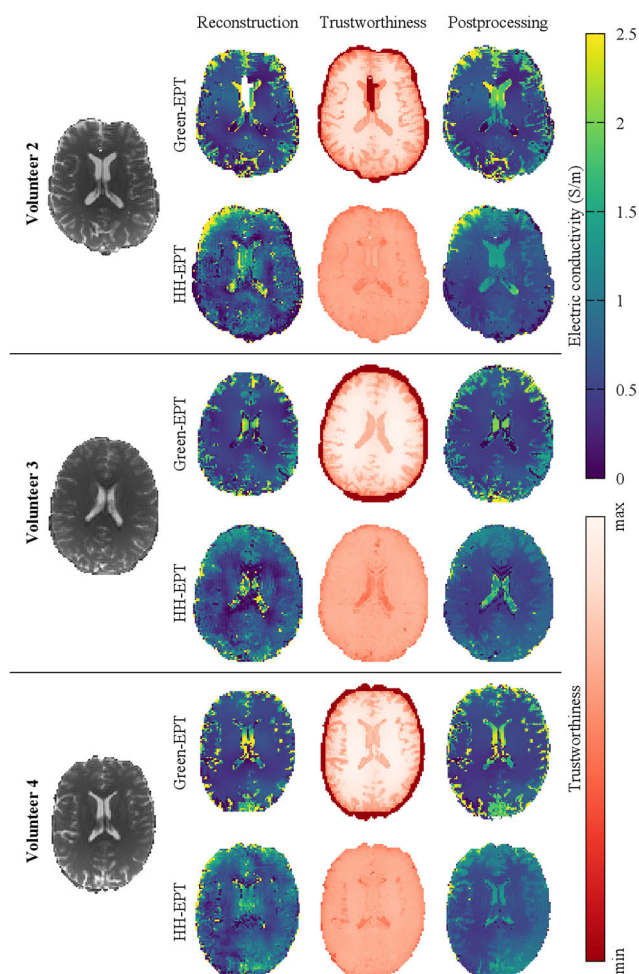 Reconstruction Trustworthiness Postprocessing
Volunteer 2
Green-EPT
HH-EPT
Volunteer 3
Green-EPT
HH-EPT
Volunteer 4
Green-EPT
HH-EPT
2.5
2
1.5
1
0.5
0
Electric conductivity (S/m)
max
min
Trustworthiness